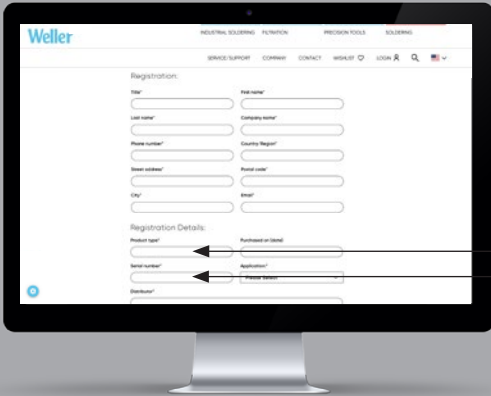 Weller
INDUSTRIAL SOLDERING FILTRATION PRECISION TOOLS SOLDERING
SERVICE/SUPPORT COMPANY CONTACT WISHLIST LOGIN
Registration:
Title* First name*
Last name* Company name*
Phone number* Country/Region*
Street address* Postal code*
City* Email*
Registration Details:
Product type* Purchased on (date)
Serial number* Application:*
Please Select
Distributor*